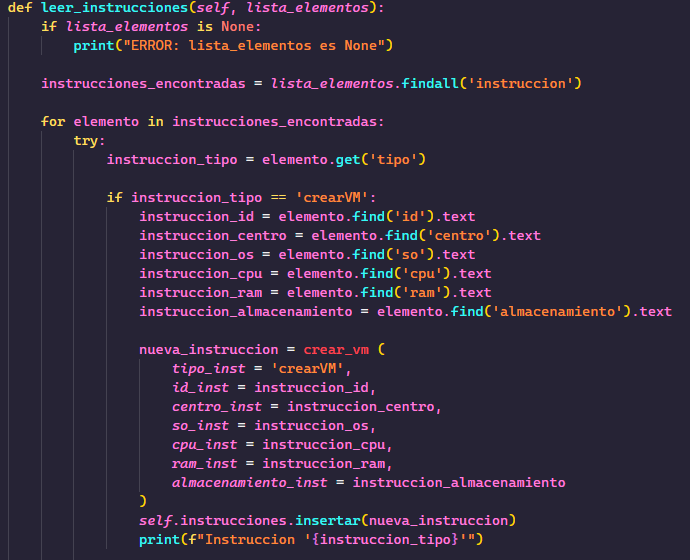 def leer_instrucciones(self, lista_elementos):
    if lista_elementos is None:
        print("ERROR: lista_elementos es None")
    instrucciones_encontradas = lista_elementos.findall('instruccion')
    for elemento in instrucciones_encontradas:
        try:
            instruccion_tipo = elemento.get('tipo')
            if instruccion_tipo == 'crearVM':
                instruccion_id = elemento.find('id').text
                instruccion_centro = elemento.find('centro').text
                instruccion_os = elemento.find('so').text
                instruccion_cpu = elemento.find('cpu').text
                instruccion_ram = elemento.find('ram').text
                instruccion_almacenamiento = elemento.find('almacenamiento').text
                nueva_instruccion = crear_vm (
                    tipo_inst = 'crearVM',
                    id_inst = instruccion_id,
                    centro_inst = instruccion_centro,
                    so_inst = instruccion_os,
                    cpu_inst = instruccion_cpu,
                    ram_inst = instruccion_ram,
                    almacenamiento_inst = instruccion_almacenamiento
                )
                self.instrucciones.insertar(nueva_instruccion)
                print(f"Instruccion '{instruccion_tipo}'")